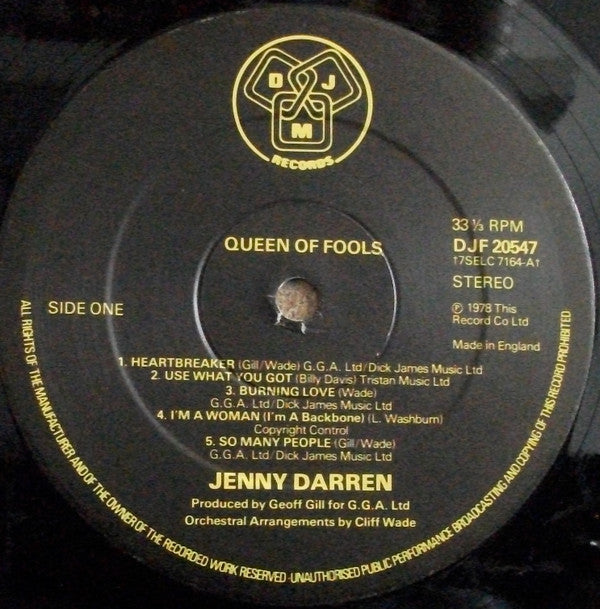 D J
M
RECORDS
QUEEN OF FOOLS
33⅓ RPM
DJF 20547
†7SELC 7164-A†
STEREO
SIDE ONE
℗ 1978 This
Record Co Ltd
Made in England
1. HEARTBREAKER (Gill/Wade) G.G.A. Ltd/Dick James Music Ltd
2. USE WHAT YOU GOT (Billy Davis) Tristan Music Ltd
3. BURNING LOVE (Wade)
G.G.A. Ltd/Dick James Music Ltd
4. I'M A WOMAN (I'm A Backbone) (L. Washburn)
Copyright Control
5. SO MANY PEOPLE (Gill/Wade)
G.G.A. Ltd/Dick James Music Ltd
JENNY DARREN
Produced by Geoff Gill for G.G.A. Ltd
Orchestral Arrangements by Cliff Wade
ALL RIGHTS OF THE MANUFACTURER AND OF THE OWNER OF THE RECORDED WORK RESERVED·UNAUTHORISED PUBLIC PERFORMANCE BROADCASTING AND COPYING OF THIS RECORD PROHIBITED